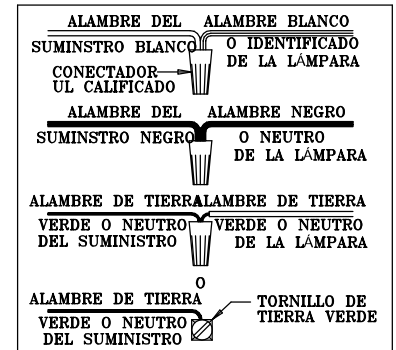 ALAMBRE DEL ALAMBRE BLANCO
SUMINSTRO BLANCO O IDENTIFICADO
DE LA LÁMPARA
CONECTADOR
UL CALIFICADO
ALAMBRE DEL ALAMBRE NEGRO
SUMINSTRO NEGRO O NEUTRO
DE LA LÁMPARA
ALAMBRE DE TIERRA ALAMBRE DE TIERRA
VERDE O NEUTRO VERDE O NEUTRO
DEL SUMINISTRO DE LA LÁMPARA
O
ALAMBRE DE TIERRA TORNILLO DE
TIERRA VERDE
VERDE O NEUTRO
DEL SUMINISTRO